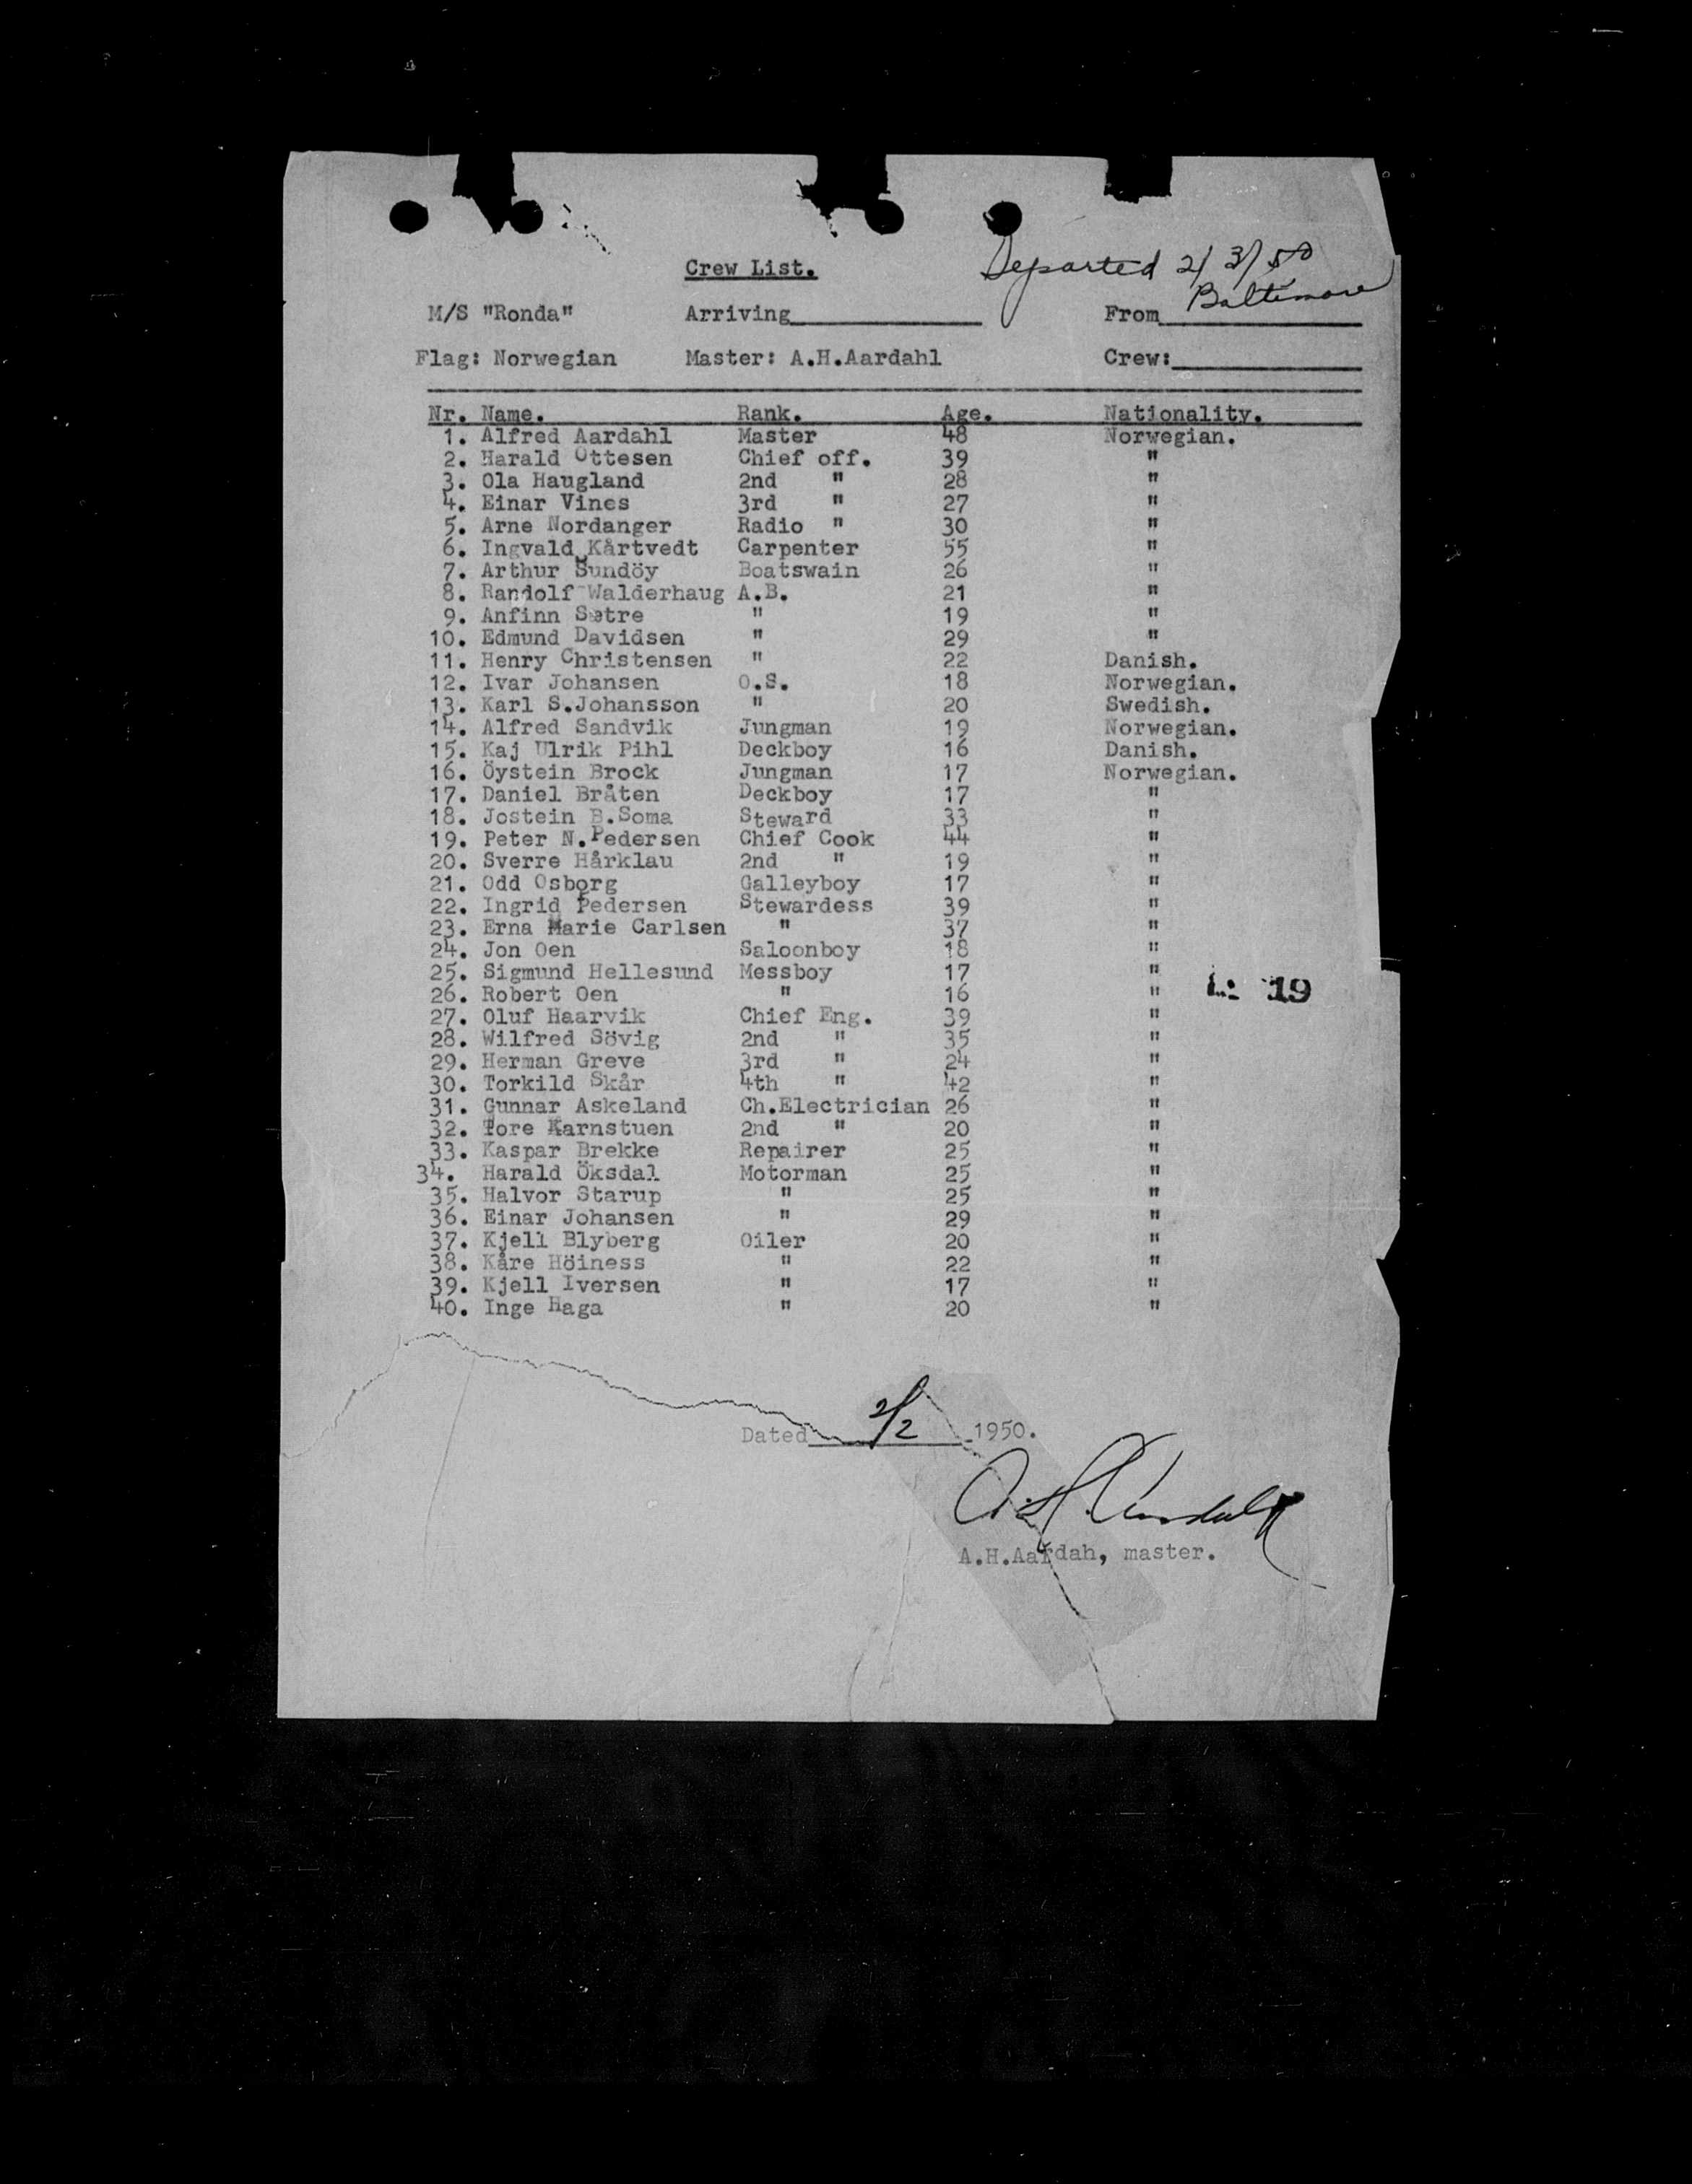 Departed 2/3/50
Crew List.
Baltimore
M/S "Ronda" Arriving From
Flag: Norwegian Master: A.H.Aardahl Crew:
Nr. Name. Rank. Age. Nationality.
1. Alfred Aardahl Master 48 Norwegian.
2. Harald Ottesen Chief off. 39 "
3. Ola Haugland 2nd " 28 "
4. Einar Vines 3rd " 27 "
5. Arne Nordanger Radio " 30 "
6. Ingvald Kårtvedt Carpenter 55 "
7. Arthur Sundöy Boatswain 26 "
8. Randolf Walderhaug A.B. 21 "
9. Anfinn Sætre " 19 "
10. Edmund Davidsen " 29 "
11. Henry Christensen " 22 Danish.
12. Ivar Johansen O.S. 18 Norwegian.
13. Karl S.Johansson " 20 Swedish.
14. Alfred Sandvik Jungman 19 Norwegian.
15. Kaj Ulrik Pihl Deckboy 16 Danish.
16. Öystein Brock Jungman 17 Norwegian.
17. Daniel Bråten Deckboy 17 "
18. Jostein B.Soma Steward 33 "
19. Peter N.Pedersen Chief Cook 44 "
20. Sverre Hårklau 2nd " 19 "
21. Odd Osborg Galleyboy 17 "
22. Ingrid Pedersen Stewardess 39 "
23. Erna Marie Carlsen " 37 "
24. Jon Oen Saloonboy 18 "
25. Sigmund Hellesund Messboy 17 "
26. Robert Oen " 16 " 19
27. Oluf Haarvik Chief Eng. 39 "
28. Wilfred Sövig 2nd " 35 "
29. Herman Greve 3rd " 24 "
30. Torkild Skår 4th " 42 "
31. Gunnar Askeland Ch.Electrician 26 "
32. Tore Karnstuen 2nd " 20 "
33. Kaspar Brekke Repairer 25 "
34. Harald Öksdal Motorman 25 "
35. Halvor Starup " 25 "
36. Einar Johansen " 29 "
37. Kjell Blyberg Oiler 20 "
38. Kåre Höiness " 22 "
39. Kjell Iversen " 17 "
40. Inge Haga " 20 "
Dated 2/2 1950.
A.H.Aardahl
A.H.Aardah, master.